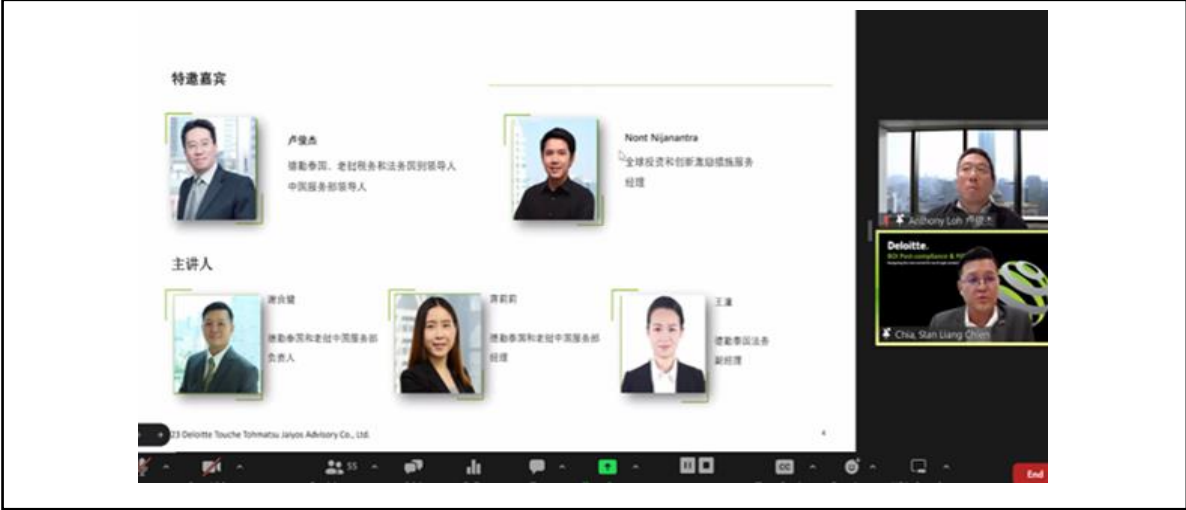 特邀嘉宾
卢俊杰
德勤泰国、老挝税务和法务国别领导人
中国服务部领导人
Nont Nijanantra
全球投资和创新激励措施服务
经理
主讲人
谢合健
德勤泰国和老挝中国服务部
负责人
莉莉
德勤泰国和老挝中国服务部
经理
王潇
德勤泰国法务
副经理
23 Deloitte Touche Tohmatsu Jaiyos Advisory Co., Ltd.
4
Anthony Loh 卢俊杰
Deloitte.
BOI Post-compliance &
Chia, Stan Liang Chien
55
CC
End